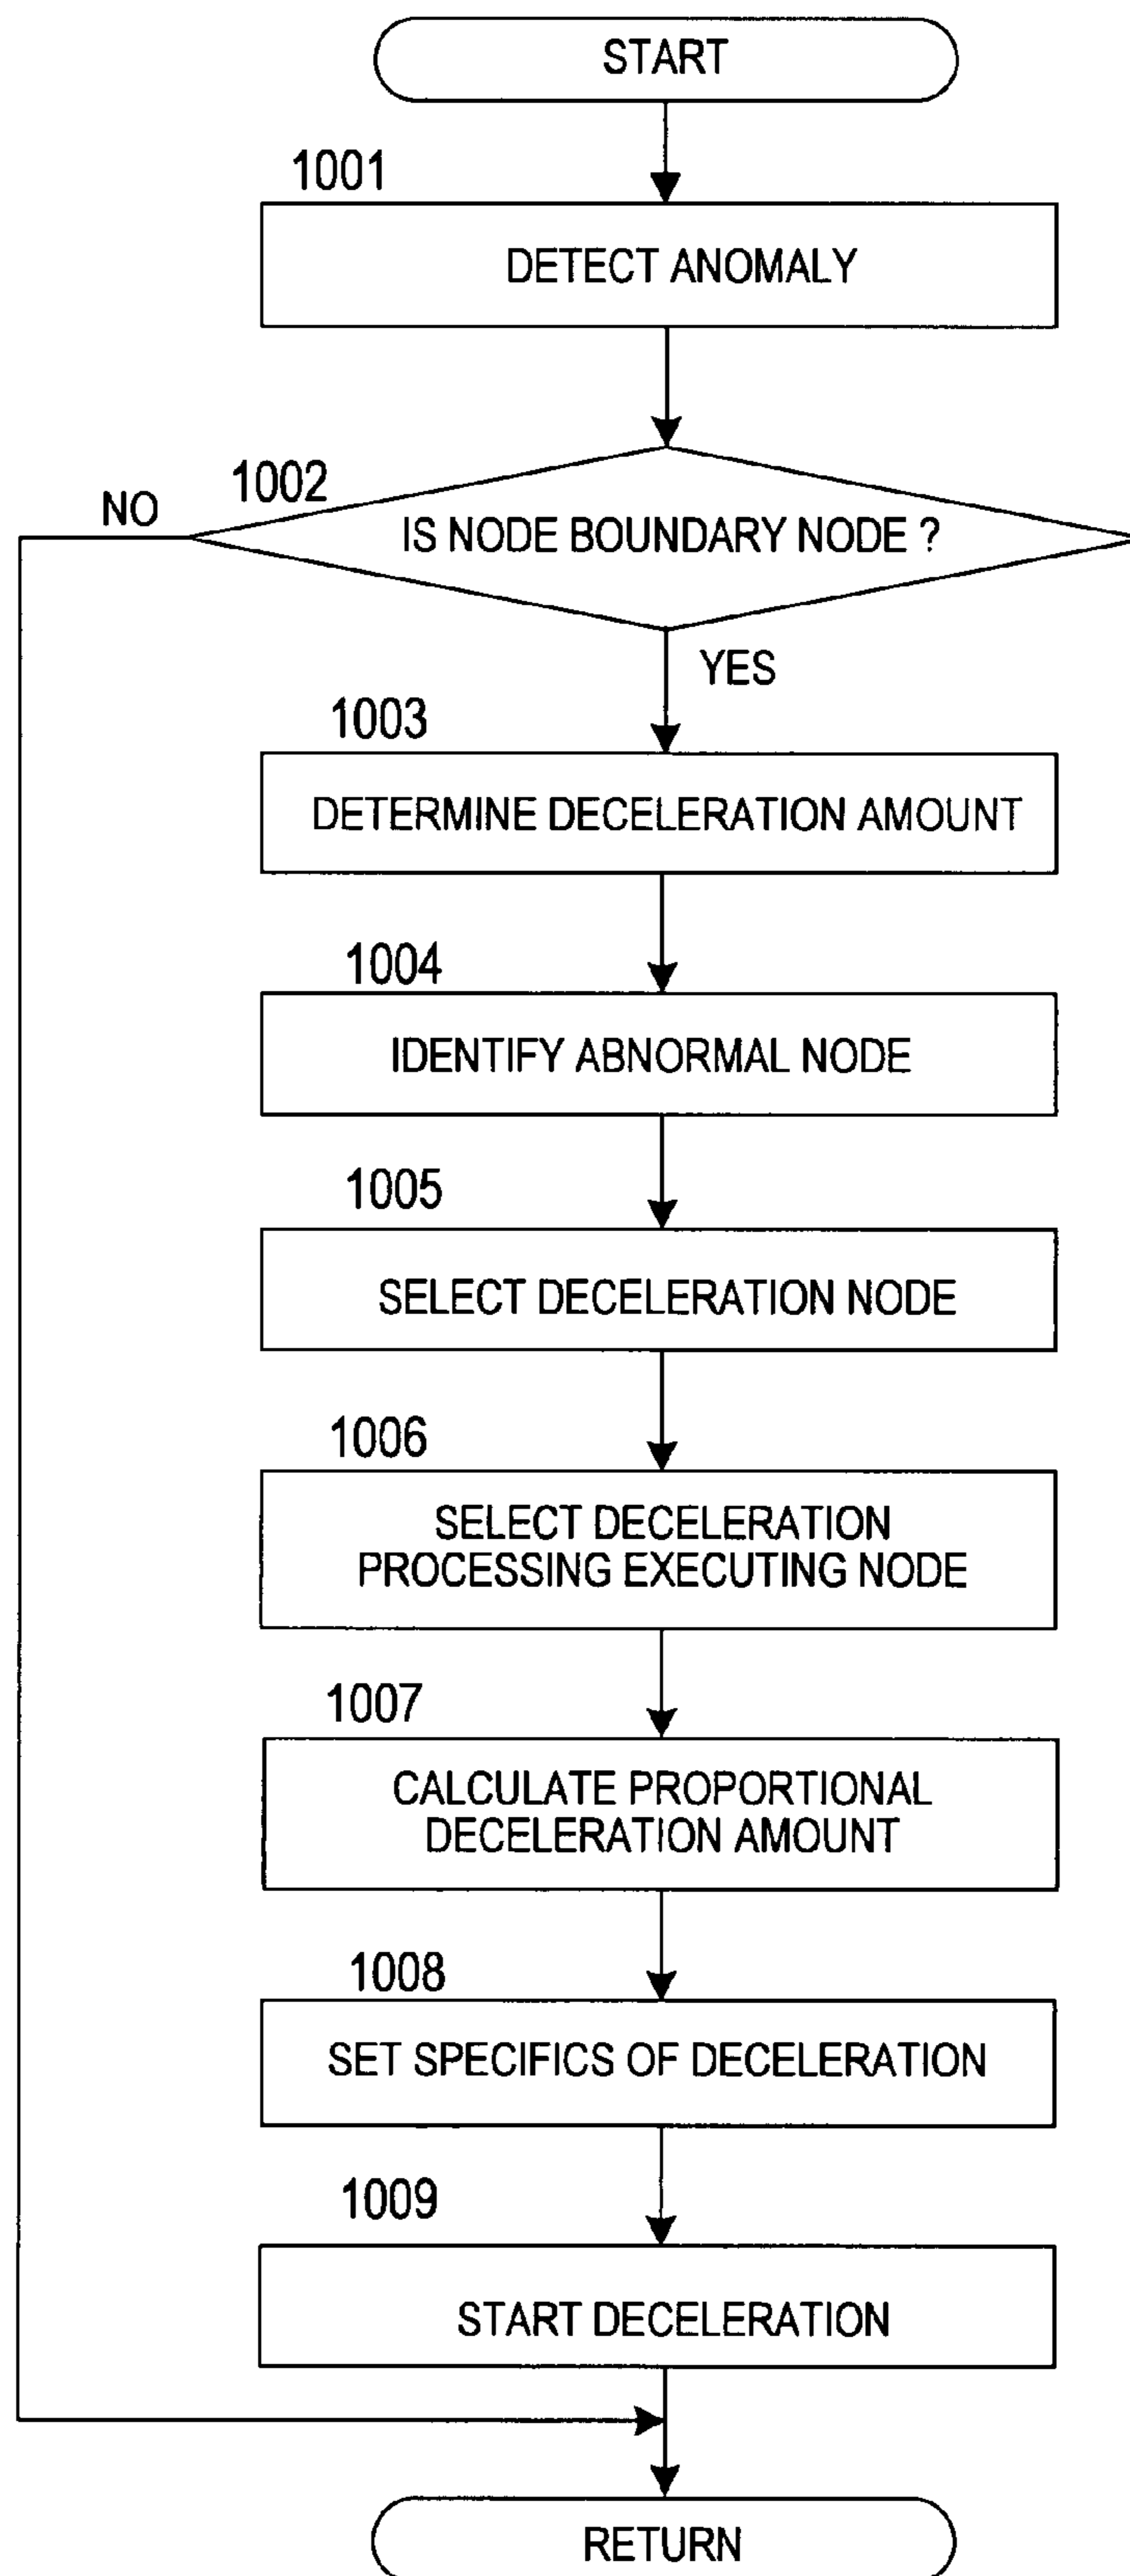 START
1001
DETECT ANOMALY
1002
NO
IS NODE BOUNDARY NODE ?
YES
1003
DETERMINE DECELERATION AMOUNT
1004
IDENTIFY ABNORMAL NODE
1005
SELECT DECELERATION NODE
1006
SELECT DECELERATION
PROCESSING EXECUTING NODE
1007
CALCULATE PROPORTIONAL
DECELERATION AMOUNT
1008
SET SPECIFICS OF DECELERATION
1009
START DECELERATION
RETURN